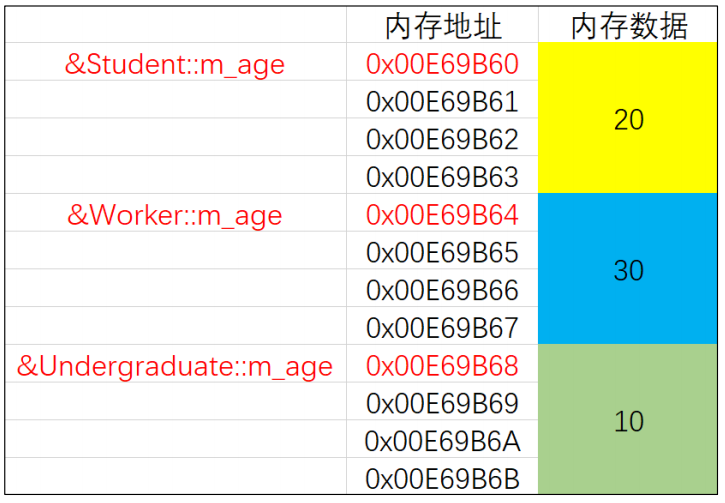 内存地址 内存数据
&Student::m_age 0x00E69B60
0x00E69B61
20
0x00E69B62
0x00E69B63
&Worker::m_age 0x00E69B64
0x00E69B65
30
0x00E69B66
0x00E69B67
&Undergraduate::m_age 0x00E69B68
0x00E69B69
10
0x00E69B6A
0x00E69B6B